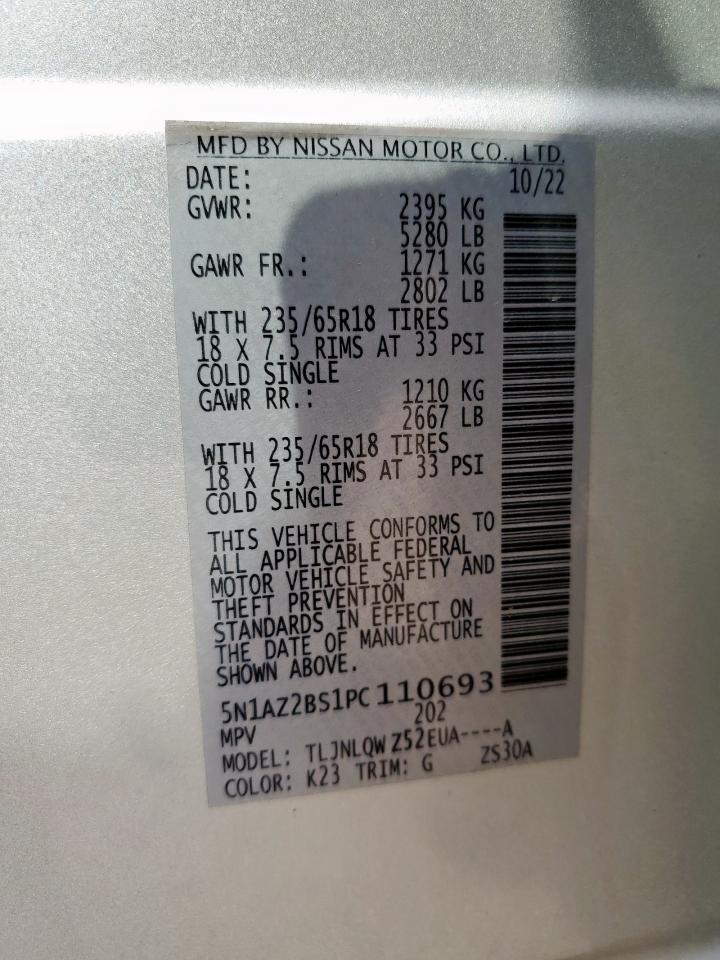 MFD BY NISSAN MOTOR CO., LTD.
DATE: 10/22
GVWR: 2395 KG
5280 LB
GAWR FR.: 1271 KG
2802 LB
WITH 235/65R18 TIRES
18 X 7.5 RIMS AT 33 PSI
COLD SINGLE
GAWR RR.: 1210 KG
2667 LB
WITH 235/65R18 TIRES
18 X 7.5 RIMS AT 33 PSI
COLD SINGLE
THIS VEHICLE CONFORMS TO
ALL APPLICABLE FEDERAL
MOTOR VEHICLE SAFETY AND
THEFT PREVENTION
STANDARDS IN EFFECT ON
THE DATE OF MANUFACTURE
SHOWN ABOVE.
5N1AZ2BS1PC110693
MPV 202
MODEL: TLJNLQW Z52EUA----A
COLOR: K23 TRIM: G ZS30A